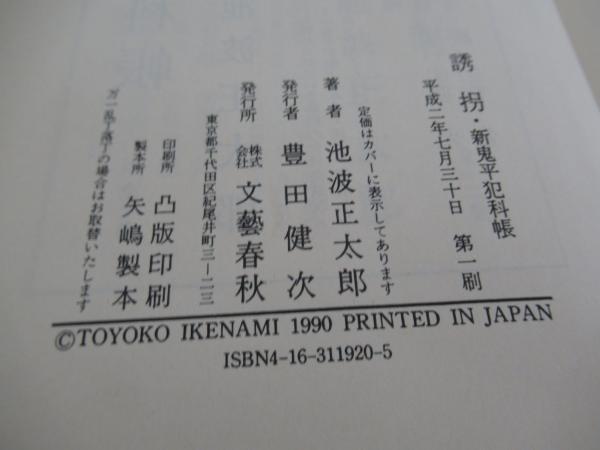 誘拐・新鬼平犯科帳
平成二年七月三十日 第一刷
定価はカバーに表示してあります
著者 池波正太郎
発行者 豊田健次
発行所 株式会社 文藝春秋
東京都千代田区紀尾井町三―二三
印刷所 凸版印刷
製本所 矢嶋製本
万一乱丁落丁の場合はお取替いたします
©TOYOKO IKENAMI 1990 PRINTED IN JAPAN
ISBN4-16-311920-5